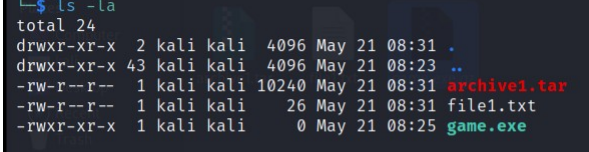 └─$ ls -la
total 24
drwxr-xr-x  2 kali kali  4096 May 21 08:31 .
drwxr-xr-x 43 kali kali  4096 May 21 08:23 ..
-rw-r--r--  1 kali kali 10240 May 21 08:31 archive1.tar
-rw-r--r--  1 kali kali    26 May 21 08:31 file1.txt
-rwxr-xr-x  1 kali kali     0 May 21 08:25 game.exe